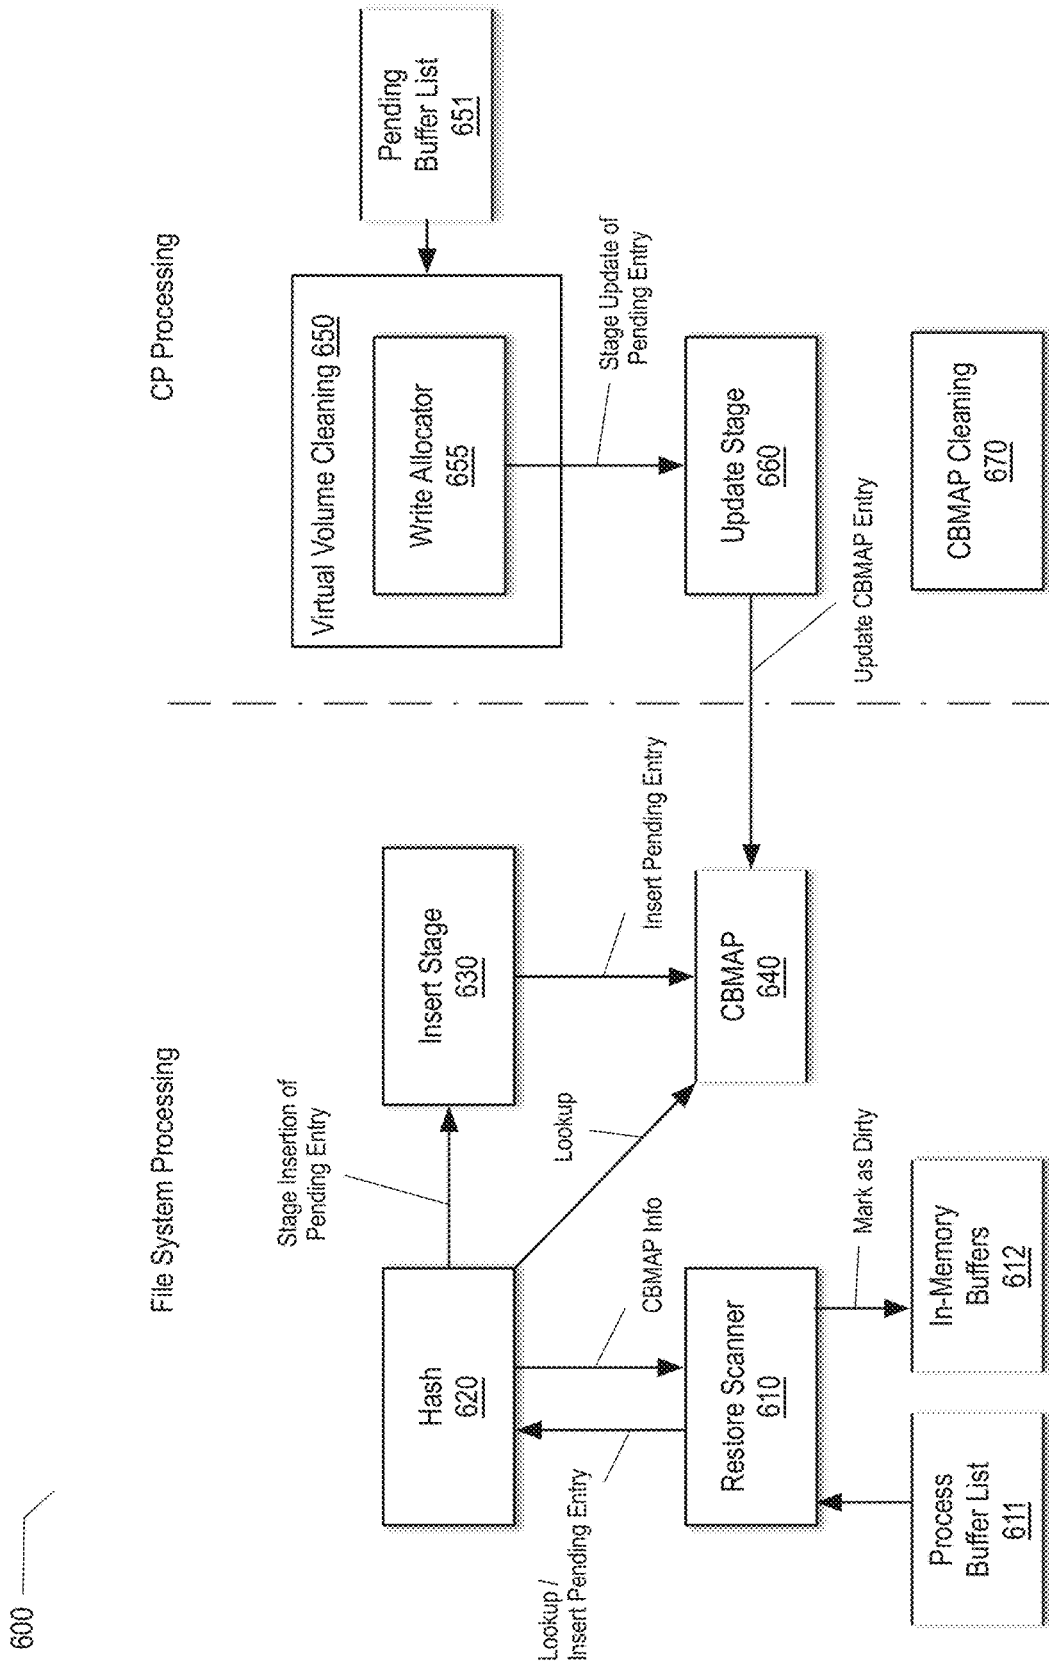 600
File System Processing
CP Processing
Stage Insertion of
Pending Entry
Hash
620
Insert Stage
630
Virtual Volume Cleaning 650
Write Allocator
655
Pending
Buffer List
651
Lookup /
Insert Pending Entry
CBMAP Info
Lookup
Insert Pending Entry
Stage Update of
Pending Entry
Restore Scanner
610
CBMAP
640
Update Stage
660
Mark as Dirty
Update CBMAP Entry
Process
Buffer List
611
In-Memory
Buffers
612
CBMAP Cleaning
670